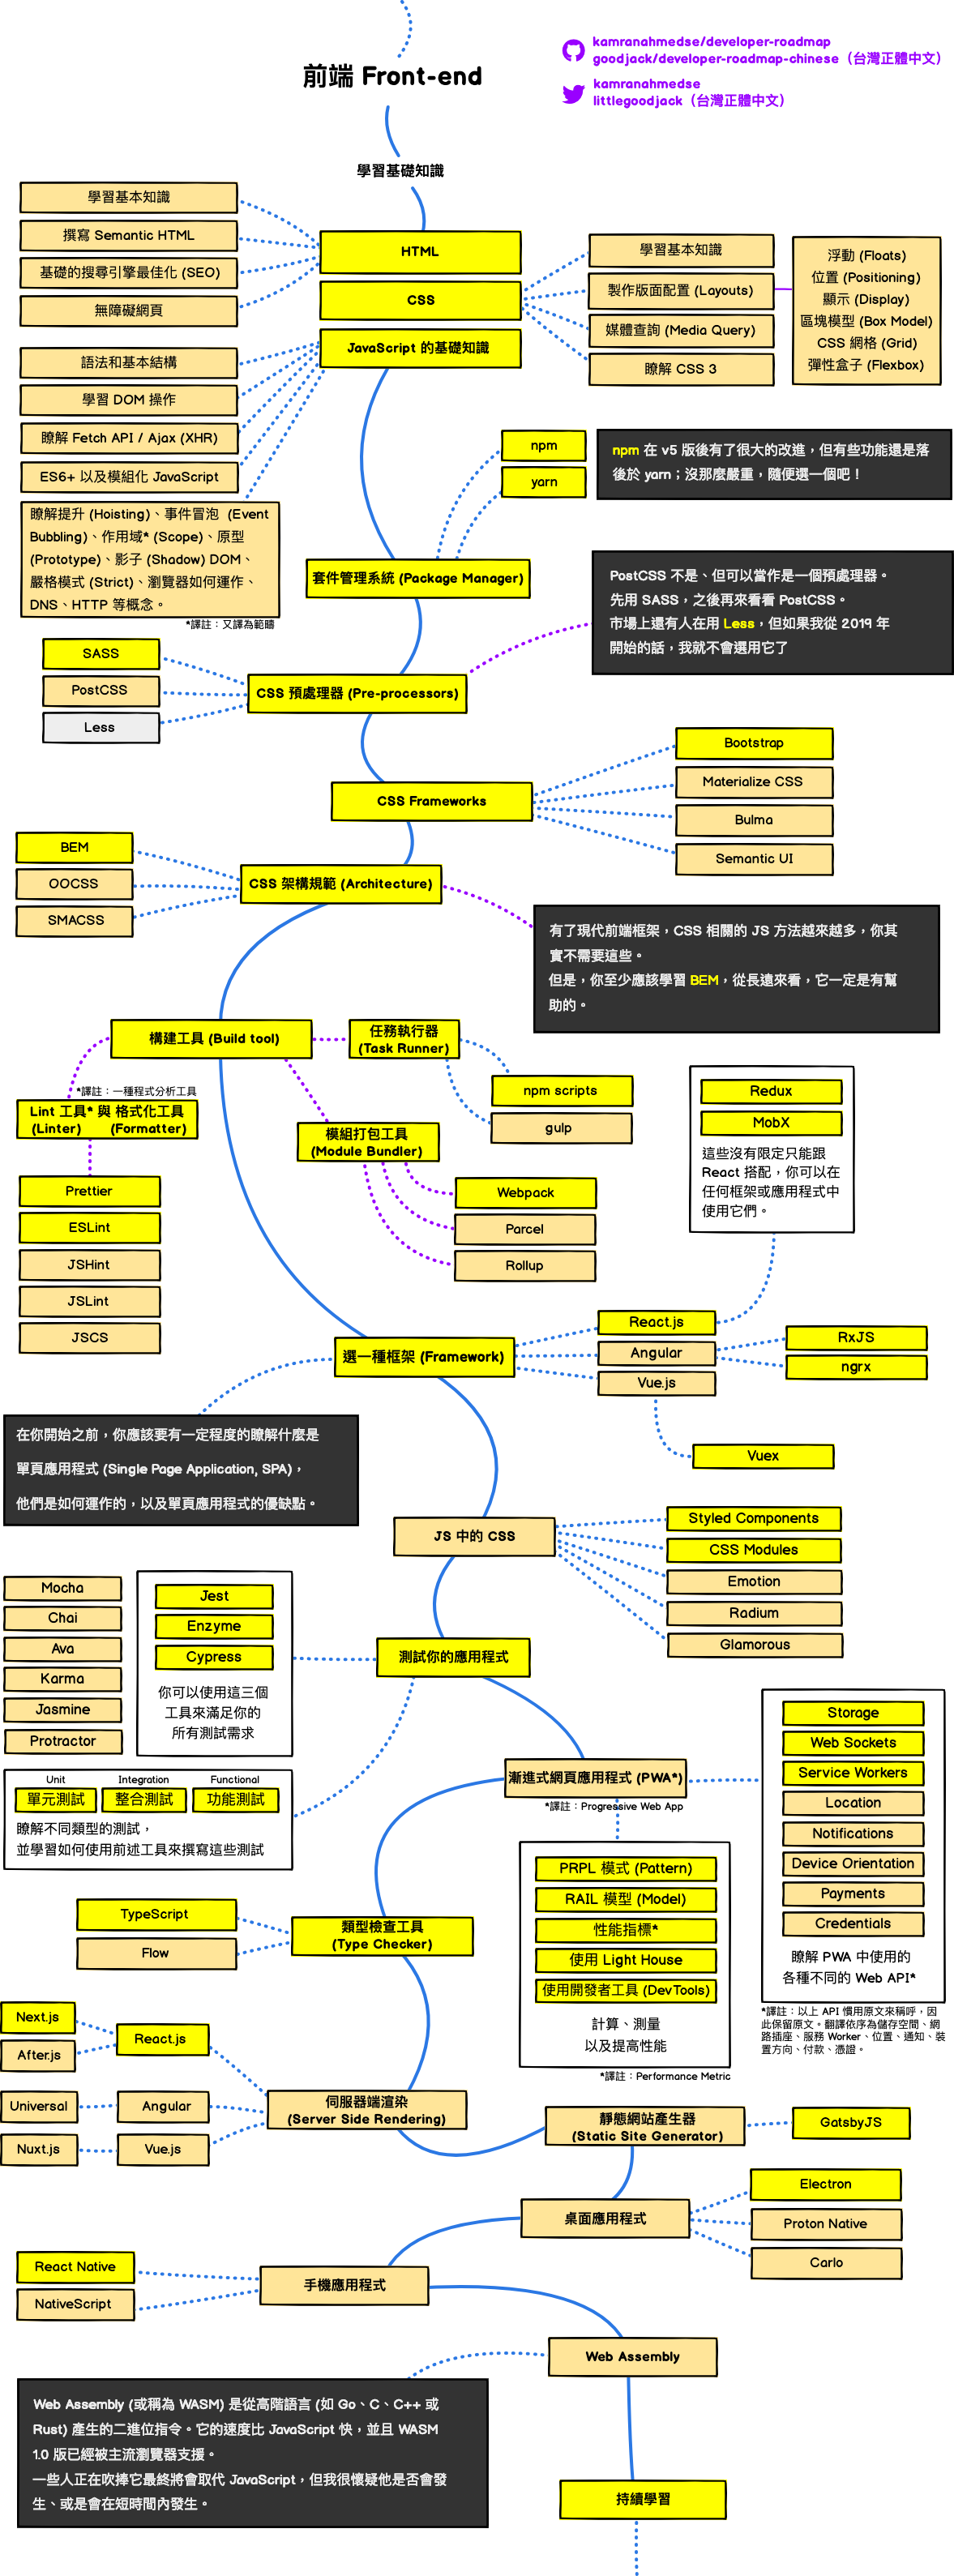 kamranahmedse/developer-roadmap
goodjack/developer-roadmap-chinese（台灣正體中文）
kamranahmedse
littlegoodjack（台灣正體中文）
前端 Front-end
學習基礎知識
HTML
CSS
JavaScript 的基礎知識
學習基本知識
撰寫 Semantic HTML
基礎的搜尋引擎最佳化 (SEO)
無障礙網頁
學習基本知識
製作版面配置 (Layouts)
媒體查詢 (Media Query)
瞭解 CSS 3
浮動 (Floats)
位置 (Positioning)
顯示 (Display)
區塊模型 (Box Model)
CSS 網格 (Grid)
彈性盒子 (Flexbox)
語法和基本結構
學習 DOM 操作
瞭解 Fetch API / Ajax (XHR)
ES6+ 以及模組化 JavaScript
瞭解提升 (Hoisting)、事件冒泡 (Event
Bubbling)、作用域* (Scope)、原型
(Prototype)、影子 (Shadow) DOM、
嚴格模式 (Strict)、瀏覽器如何運作、
DNS、HTTP 等概念。
*譯註：又譯為範疇
npm
yarn
npm 在 v5 版後有了很大的改進，但有些功能還是落
後於 yarn；沒那麼嚴重，隨便選一個吧！
套件管理系統 (Package Manager)
PostCSS 不是、但可以當作是一個預處理器。
先用 SASS，之後再來看看 PostCSS。
市場上還有人在用 Less，但如果我從 2019 年
開始的話，我就不會選用它了
SASS
PostCSS
Less
CSS 預處理器 (Pre-processors)
CSS Frameworks
Bootstrap
Materialize CSS
Bulma
Semantic UI
BEM
OOCSS
SMACSS
CSS 架構規範 (Architecture)
有了現代前端框架，CSS 相關的 JS 方法越來越多，你其
實不需要這些。
但是，你至少應該學習 BEM，從長遠來看，它一定是有幫
助的。
構建工具 (Build tool)
任務執行器
(Task Runner)
npm scripts
gulp
*譯註：一種程式分析工具
Lint 工具* 與 格式化工具
(Linter) (Formatter)
模組打包工具
(Module Bundler)
Prettier
ESLint
JSHint
JSLint
JSCS
Webpack
Parcel
Rollup
Redux
MobX
這些沒有限定只能跟
React 搭配，你可以在
任何框架或應用程式中
使用它們。
選一種框架 (Framework)
React.js
Angular
Vue.js
RxJS
ngrx
Vuex
在你開始之前，你應該要有一定程度的瞭解什麼是
單頁應用程式 (Single Page Application, SPA)，
他們是如何運作的，以及單頁應用程式的優缺點。
JS 中的 CSS
Styled Components
CSS Modules
Emotion
Radium
Glamorous
Mocha
Chai
Ava
Karma
Jasmine
Protractor
Jest
Enzyme
Cypress
你可以使用這三個
工具來滿足你的
所有測試需求
測試你的應用程式
Unit Integration Functional
單元測試 整合測試 功能測試
瞭解不同類型的測試，
並學習如何使用前述工具來撰寫這些測試
漸進式網頁應用程式 (PWA*)
*譯註：Progressive Web App
Storage
Web Sockets
Service Workers
Location
Notifications
Device Orientation
Payments
Credentials
瞭解 PWA 中使用的
各種不同的 Web API*
*譯註：以上 API 慣用原文來稱呼，因
此保留原文。翻譯依序為儲存空間、網
路插座、服務 Worker、位置、通知、裝
置方向、付款、憑證。
PRPL 模式 (Pattern)
RAIL 模型 (Model)
性能指標*
使用 Light House
使用開發者工具 (DevTools)
計算、測量
以及提高性能
*譯註：Performance Metric
TypeScript
Flow
類型檢查工具
(Type Checker)
Next.js
After.js
React.js
Universal
Angular
Nuxt.js
Vue.js
伺服器端渲染
(Server Side Rendering)
靜態網站產生器
(Static Site Generator)
GatsbyJS
桌面應用程式
Electron
Proton Native
Carlo
React Native
NativeScript
手機應用程式
Web Assembly
Web Assembly (或稱為 WASM) 是從高階語言 (如 Go、C、C++ 或
Rust) 產生的二進位指令。它的速度比 JavaScript 快，並且 WASM
1.0 版已經被主流瀏覽器支援。
一些人正在吹捧它最終將會取代 JavaScript，但我很懷疑他是否會發
生、或是會在短時間內發生。
持續學習